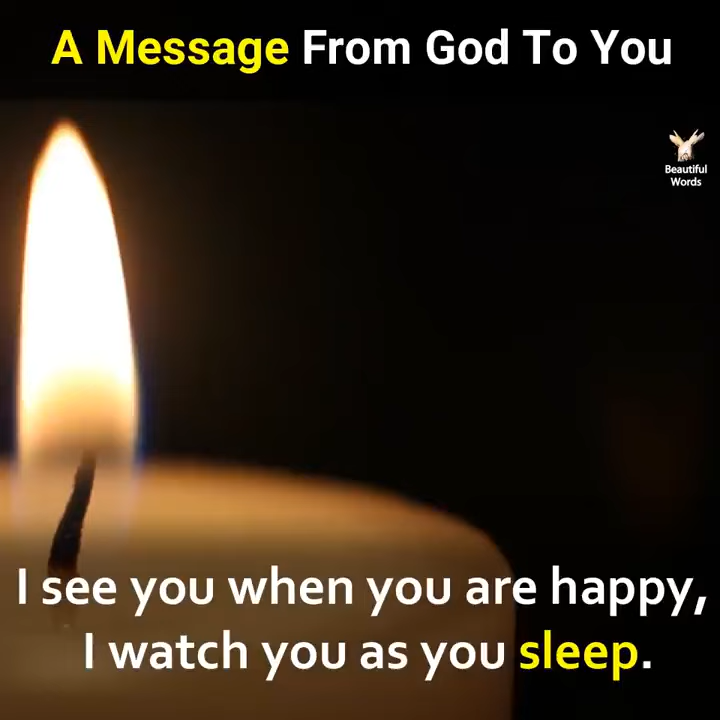 A Message From God To You
Beautiful
Words
I see you when you are happy,
I watch you as you sleep.